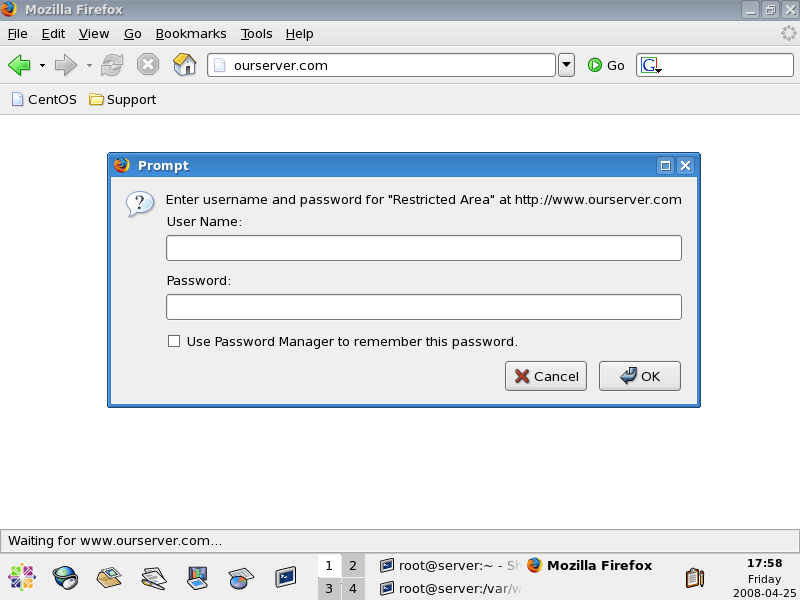 Mozilla Firefox
File Edit View Go Bookmarks Tools Help
ourserver.com Go G
CentOS Support
Prompt
Enter username and password for "Restricted Area" at http://www.ourserver.com
User Name:
Password:
Use Password Manager to remember this password.
Cancel OK
Waiting for www.ourserver.com...
1 2 root@server:~ - Sh Mozilla Firefox
3 4 root@server:/var/w
17:58
Friday
2008-04-25